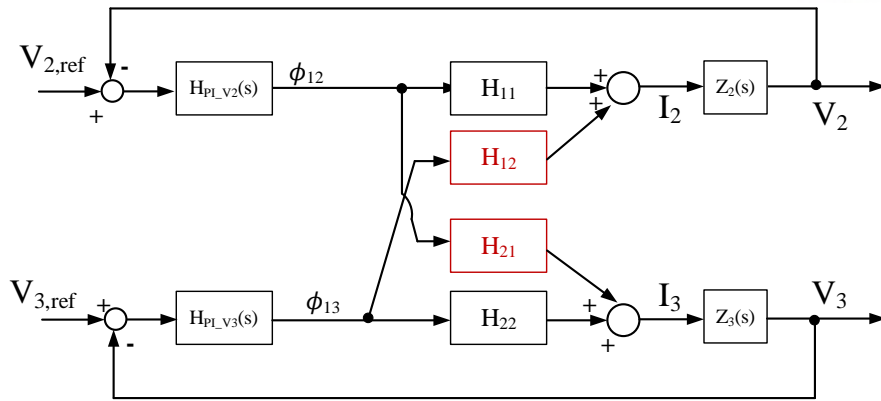 V2,ref
-
+
HPI_V2(s)
ϕ12
H11
+
+
I2
Z2(s)
V2
H12
H21
V3,ref
+
-
HPI_V3(s)
ϕ13
H22
+
+
I3
Z3(s)
V3